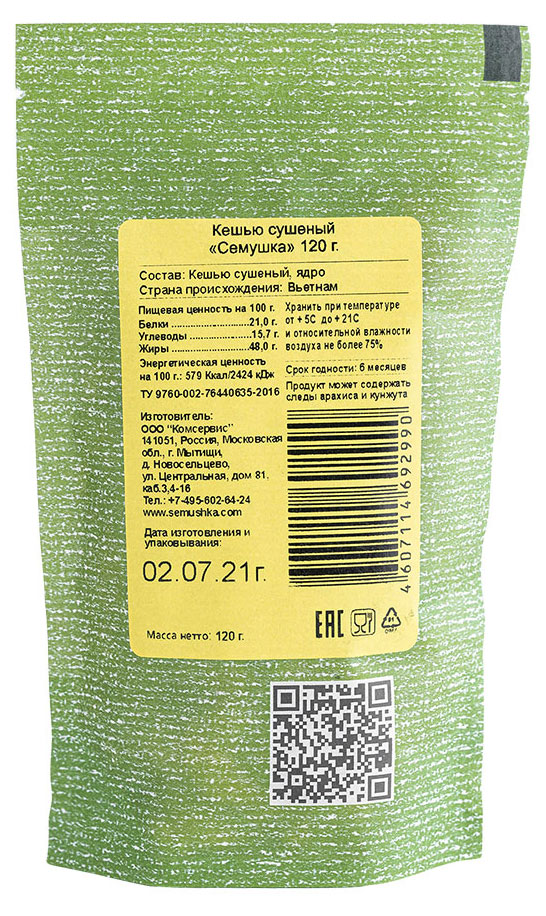 Кешью сушеный
«Семушка» 120 г.
Состав: Кешью сушеный, ядро
Страна происхождения: Вьетнам
Пищевая ценность на 100 г.
Белки ........................21,0 г.
Углеводы ...................15,7 г.
Жиры .........................48,0 г.
Энергетическая ценность
на 100 г.: 579 Ккал/2424 кДж
ТУ 9760-002-76440635-2016
Хранить при температуре
от +5С до +21С
и относительной влажности
воздуха не более 75%
Срок годности: 6 месяцев
Продукт может содержать
следы арахиса и кунжута
Изготовитель:
ООО "Комсервис"
141051, Россия, Московская
обл., г. Мытищи,
д. Новосельцево,
ул. Центральная, дом 81,
каб.3,4-16
Тел.: +7-495-602-64-24
www.semushka.com
Дата изготовления и
упаковывания:
02.07.21г.
Масса нетто: 120 г.
4607114692990
EAC